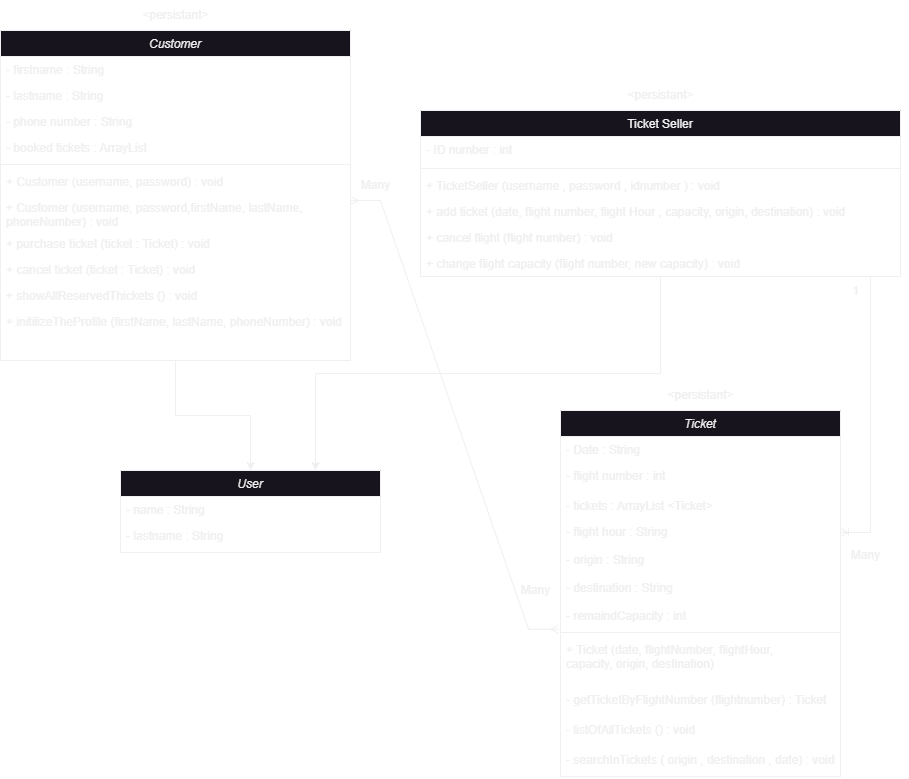 <persistant>
Customer
- firstname : String
- lastname : String
- phone number : String
- booked tickets : ArrayList
+ Customer (username , password) : void
+ Customer (username, password,firstName, lastName,
phoneNumber) : void
+ purchase ticket (ticket : Ticket) : void
+ cancel ticket (ticket : Ticket) : void
+ showAllReservedThickets () : void
+ initilizeTheProfile (firstName, lastName, phoneNumber) : void
Many
<persistant>
Ticket Seller
- ID number : int
+ TicketSeller (username , password , idnumber ) : void
+ add ticket (date, flight number, flight Hour , capacity, origin, destination) : void
+ cancel flight (flight number) : void
+ change flight capacity (flight number, new capacity) : void
1
User
- name : String
- lastname : String
<persistant>
Ticket
- Date : String
- flight number : int
- tickets : ArrayList <Ticket>
- flight hour : String
- origin : String
- destination : String
- remaindCapacity : int
+ Ticket (date, flightNumber, flightHour,
capacity, origin, destination)
- getTicketByFlightNumber (flightnumber) : Ticket
- listOfAllTickets () : void
- searchInTickets ( origin , destination , date) : void
Many
Many